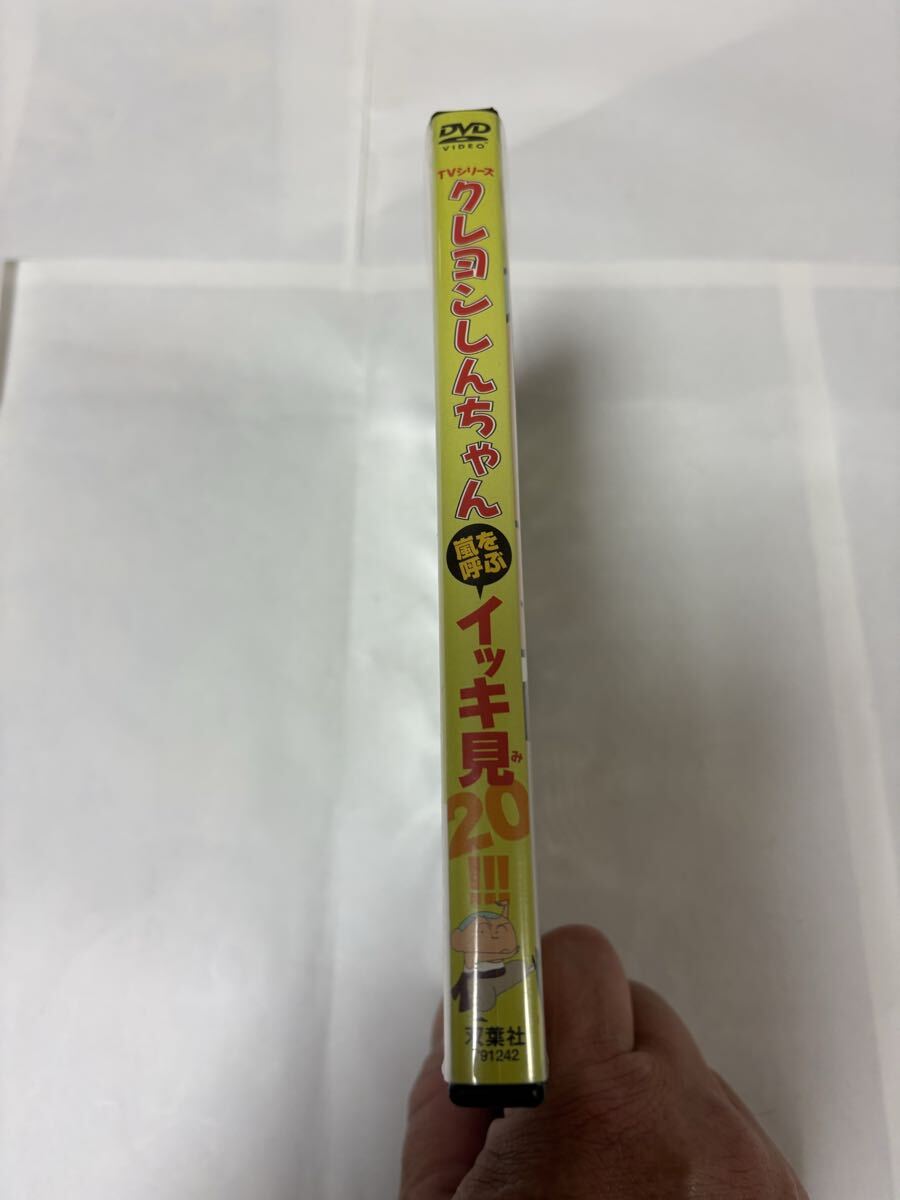 DVD
VIDEO
TVシリーズ
クレヨンしんちゃん
嵐を
呼ぶ
イッキ見
み
20
!!!
双葉社
791242